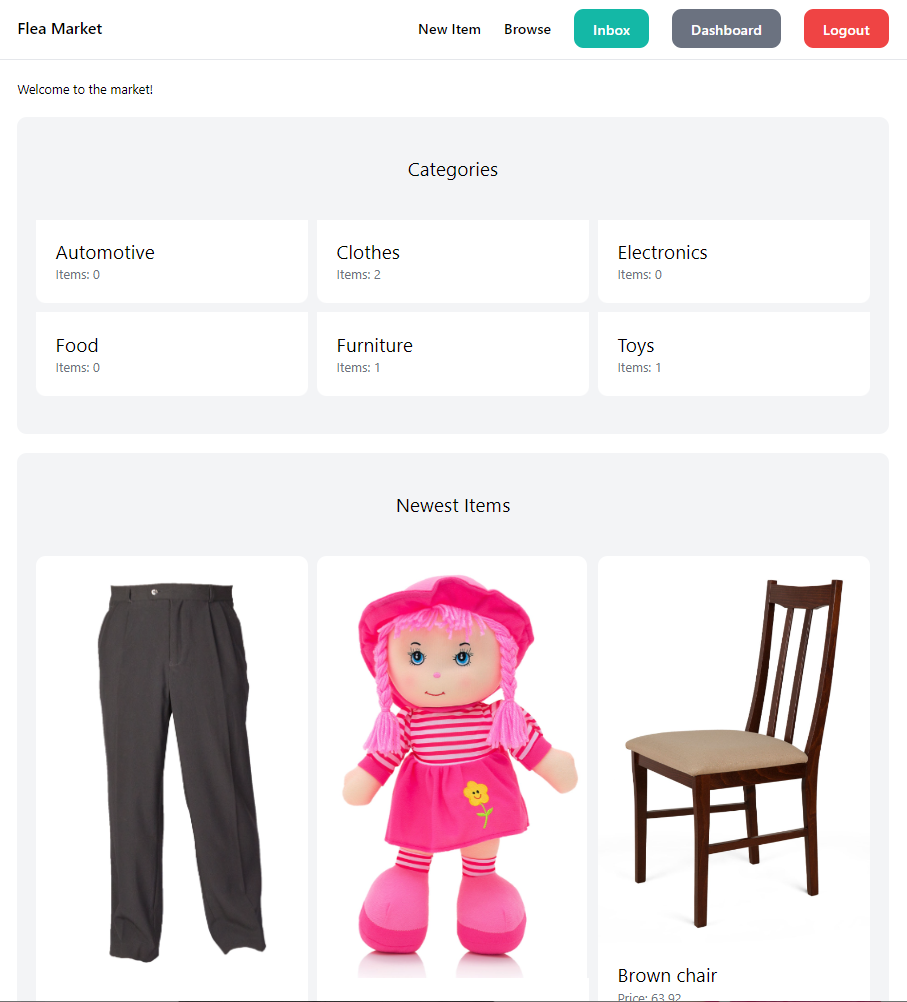 Flea Market
New Item
Browse
Inbox
Dashboard
Logout
Welcome to the market!
Categories
Automotive
Items: 0
Clothes
Items: 2
Electronics
Items: 0
Food
Items: 0
Furniture
Items: 1
Toys
Items: 1
Newest Items
Brown chair
Price: 63.92